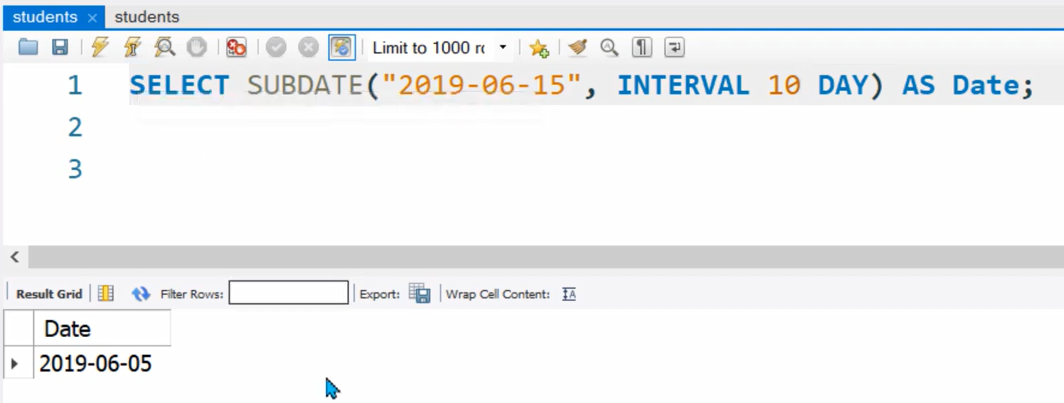 students × students
Limit to 1000 rc
1 SELECT SUBDATE("2019-06-15", INTERVAL 10 DAY) AS Date;
2
3
Result Grid Filter Rows: Export: Wrap Cell Content:
Date
2019-06-05